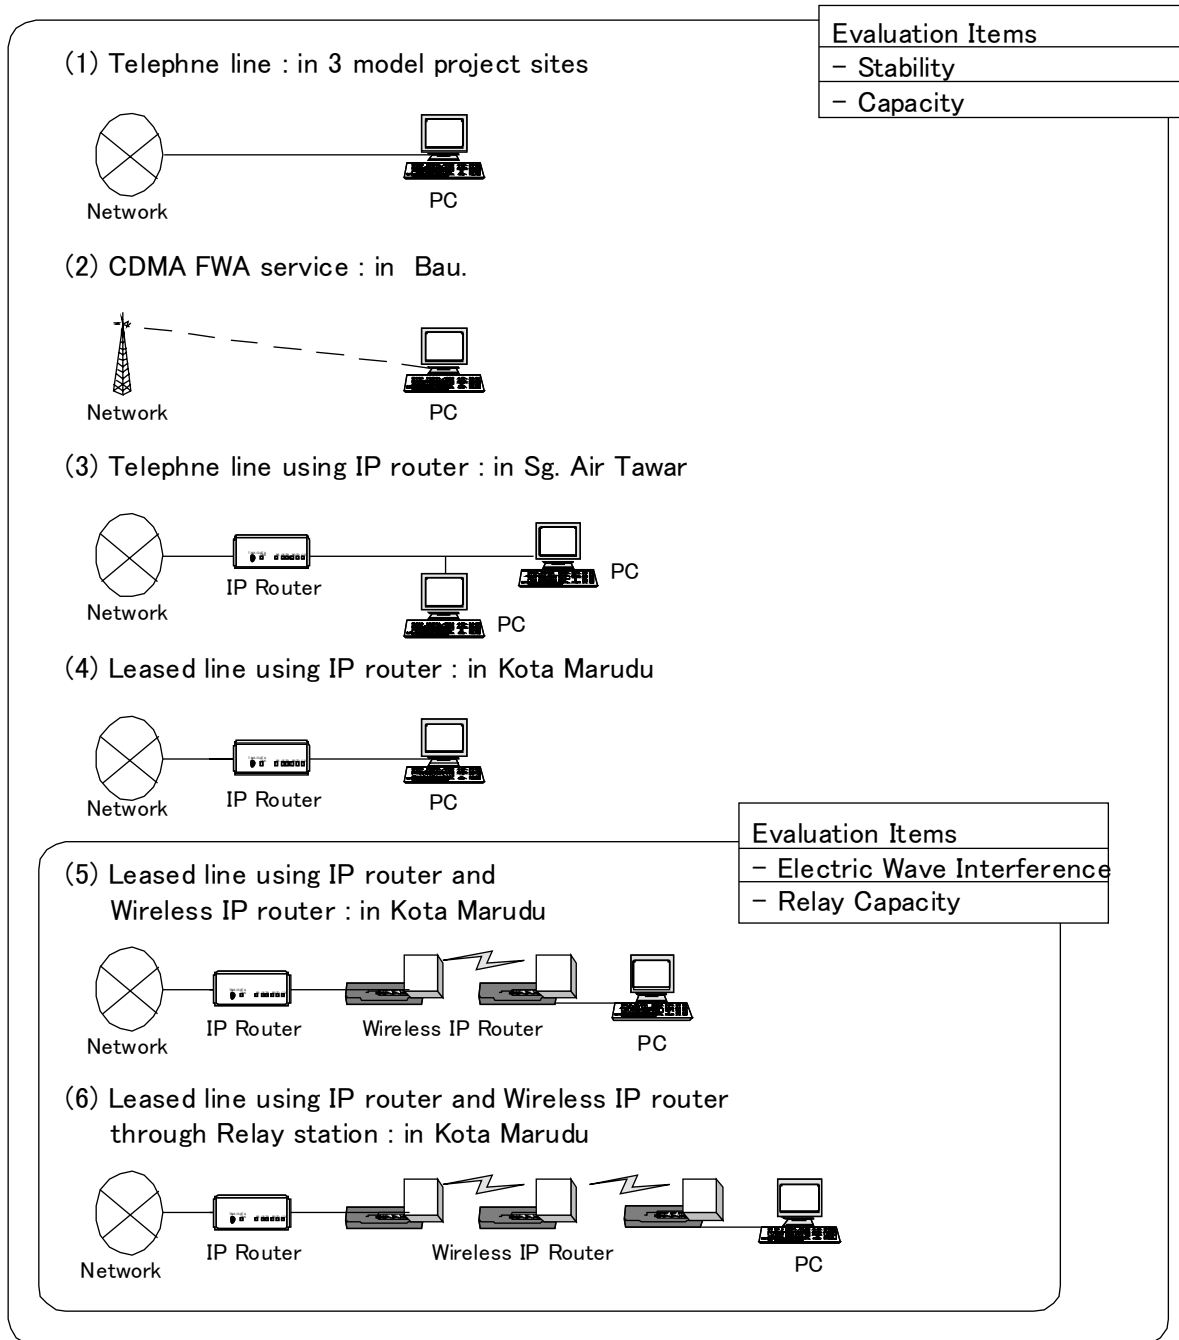 Evaluation Items
- Stability
- Capacity
(1) Telephne line : in 3 model project sites
Network
PC
(2) CDMA FWA service : in Bau.
Network
PC
(3) Telephne line using IP router : in Sg. Air Tawar
Network
IP Router
PC
PC
(4) Leased line using IP router : in Kota Marudu
Network
IP Router
PC
Evaluation Items
- Electric Wave Interference
- Relay Capacity
(5) Leased line using IP router and
Wireless IP router : in Kota Marudu
Network
IP Router
Wireless IP Router
PC
(6) Leased line using IP router and Wireless IP router
through Relay station : in Kota Marudu
Network
IP Router
Wireless IP Router
PC